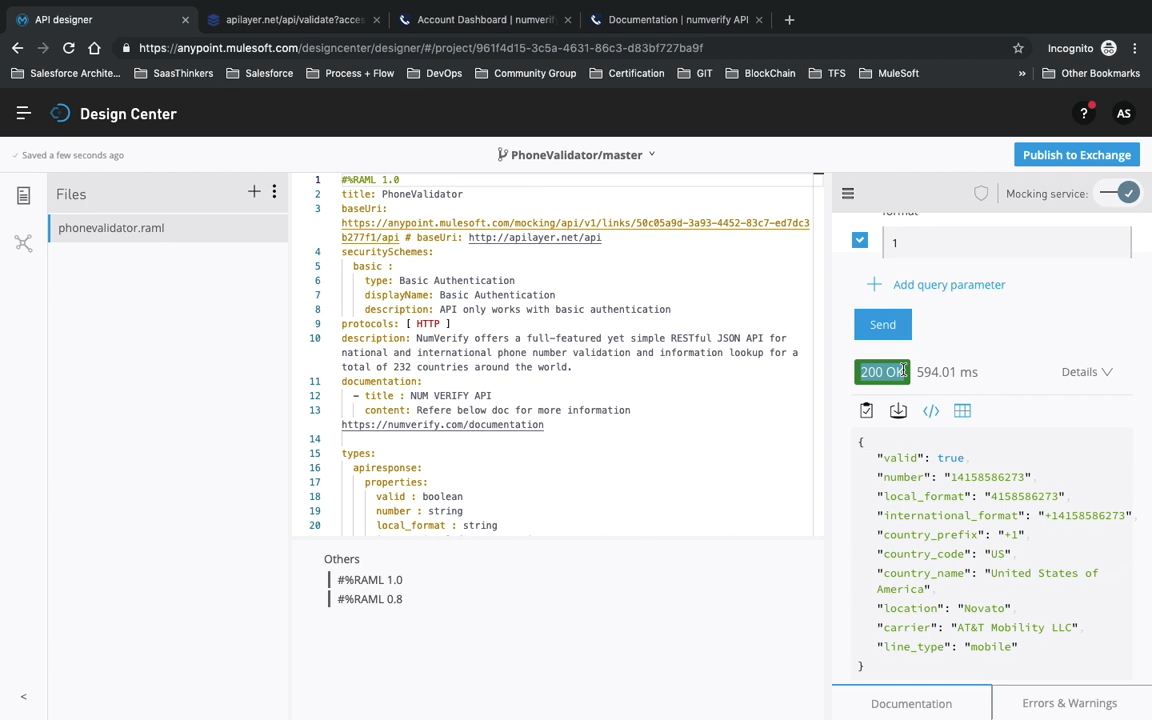 API designer
apilayer.net/api/validate?acces
Account Dashboard | numverif
Documentation | numverify API
https://anypoint.mulesoft.com/designcenter/designer/#/project/961f4d15-3c5a-4631-86c3-d83bf727ba9f
Incognito
Salesforce Archite...
SaasThinkers
Salesforce
Process + Flow
DevOps
Community Group
Certification
GIT
BlockChain
TFS
MuleSoft
»
Other Bookmarks
Design Center
?
AS
✓ Saved a few seconds ago
PhoneValidator/master
Publish to Exchange
Files
phonevalidator.raml
1 #%RAML 1.0
2 title: PhoneValidator
3 baseUri:
https://anypoint.mulesoft.com/mocking/api/v1/links/50c05a9d-3a93-4452-83c7-ed7dc3
b277f1/api # baseUri: http://apilayer.net/api
4 securitySchemes:
5 basic :
6 type: Basic Authentication
7 displayName: Basic Authentication
8 description: API only works with basic authentication
9 protocols: [ HTTP ]
10 description: NumVerify offers a full-featured yet simple RESTful JSON API for
national and international phone number validation and information lookup for a
total of 232 countries around the world.
11 documentation:
12 - title : NUM VERIFY API
13 content: Refere below doc for more information
https://numverify.com/documentation
14
15 types:
16 apiresponse:
17 properties:
18 valid : boolean
19 number : string
20 local_format : string
Others
#%RAML 1.0
#%RAML 0.8
Mocking service:
format
1
+ Add query parameter
Send
200 OK 594.01 ms
Details
{
"valid": true,
"number": "14158586273",
"local_format": "4158586273",
"international_format": "+14158586273",
"country_prefix": "+1",
"country_code": "US",
"country_name": "United States of
America",
"location": "Novato",
"carrier": "AT&T Mobility LLC",
"line_type": "mobile"
}
Documentation
Errors & Warnings
<